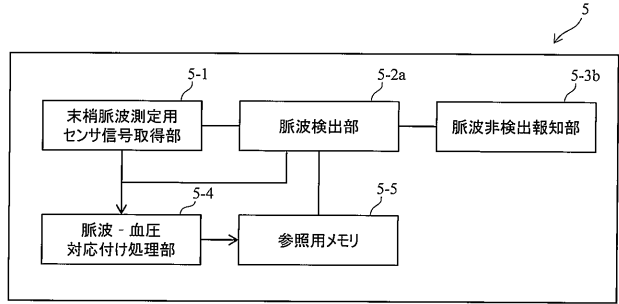 5
5-1
5-2a
5-3b
末梢脈波測定用
センサ信号取得部
脈波検出部
脈波非検出報知部
5-4
5-5
脈波‐血圧
対応付け処理部
参照用メモリ